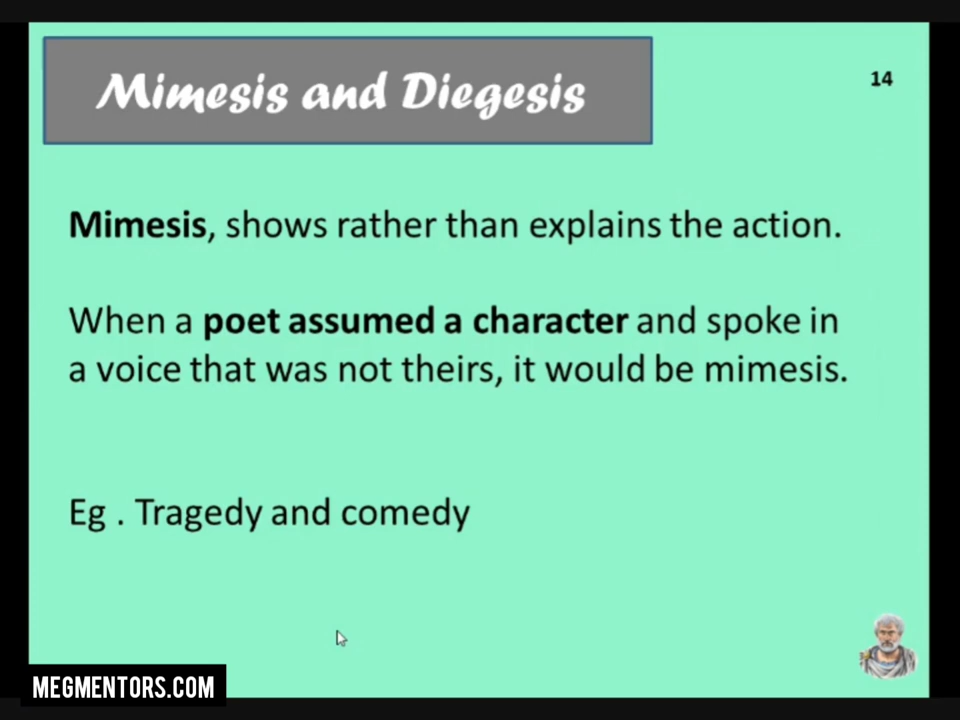 Mimesis and Diegesis
14
Mimesis, shows rather than explains the action.
When a poet assumed a character and spoke in
a voice that was not theirs, it would be mimesis.
Eg . Tragedy and comedy
MEGMENTORS.COM